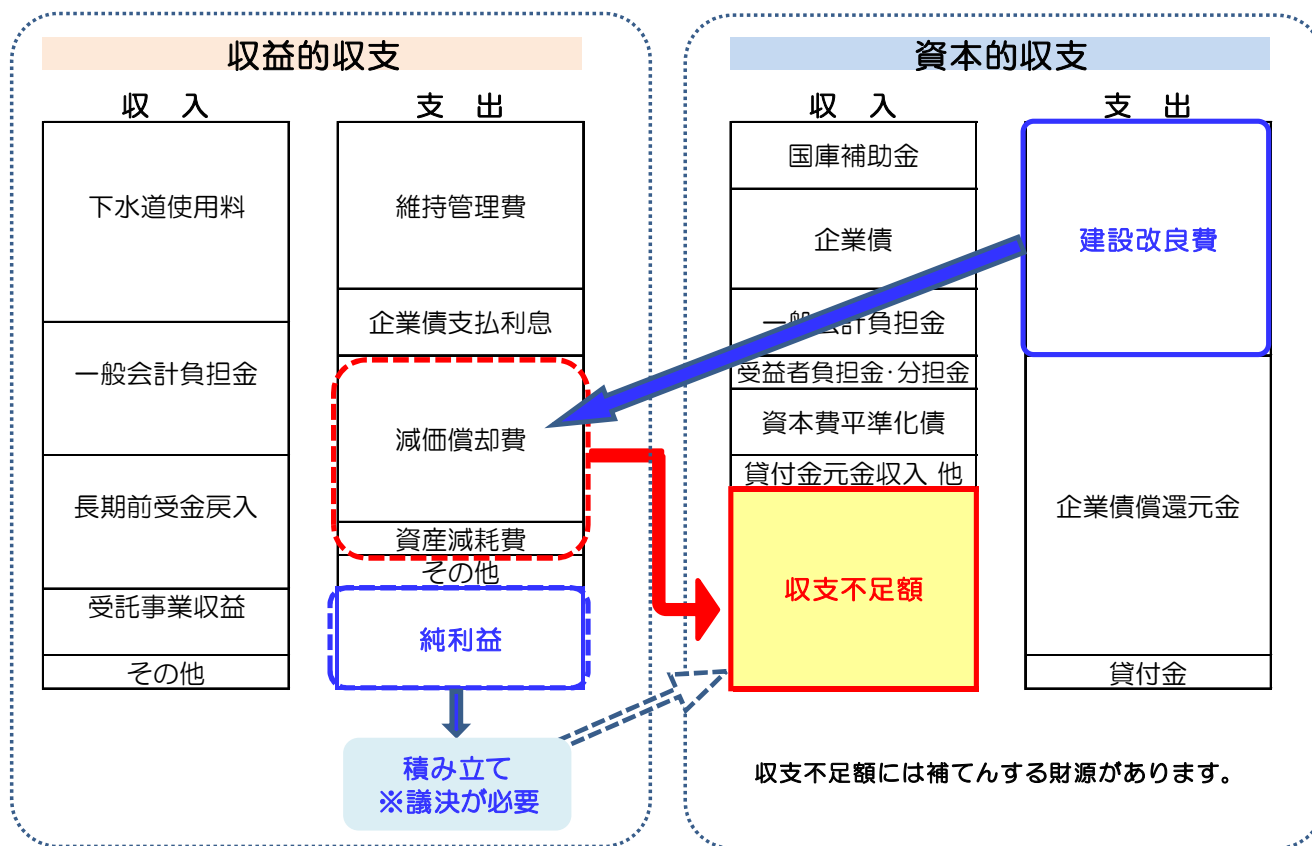 収益的収支
収 入
下水道使用料
一般会計負担金
長期前受金戻入
受託事業収益
その他
支 出
維持管理費
企業債支払利息
減価償却費
資産減耗費
その他
純利益
積み立て
※議決が必要
資本的収支
収 入
国庫補助金
企業債
一般会計負担金
受益者負担金・分担金
資本費平準化債
貸付金元金収入 他
収支不足額
支 出
建設改良費
企業債償還元金
貸付金
収支不足額には補てんする財源があります。